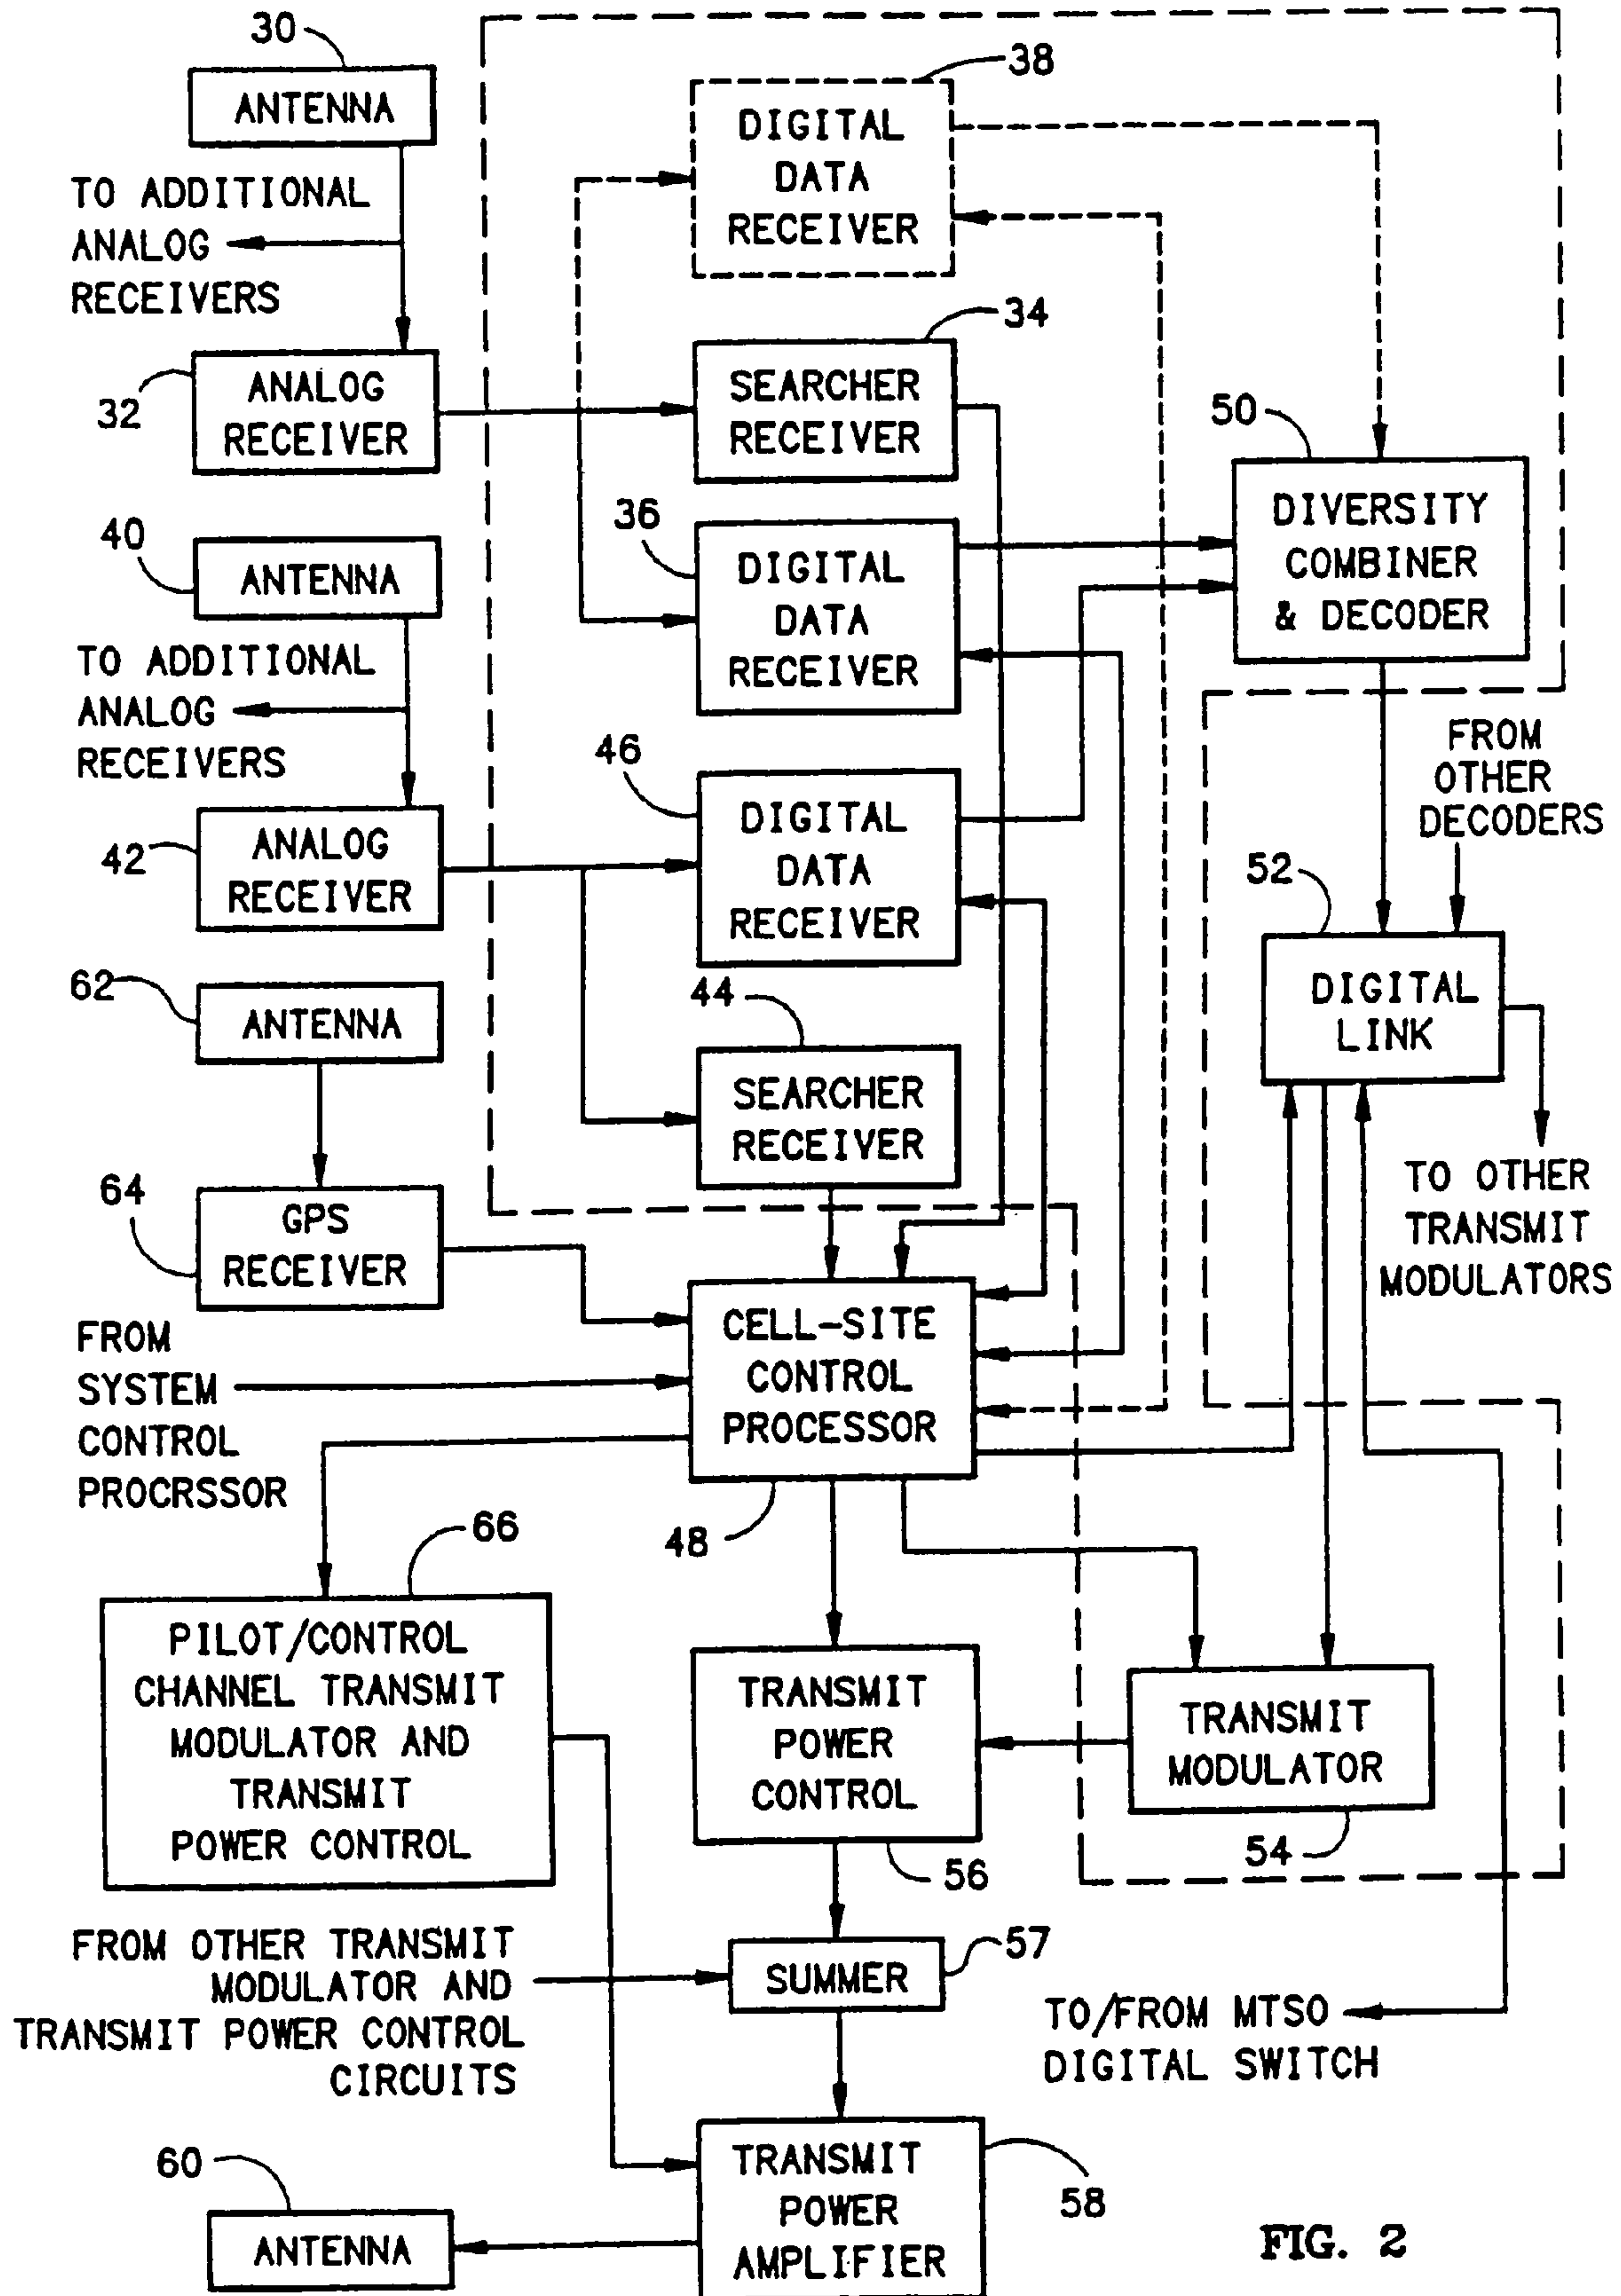 30
ANTENNA
TO ADDITIONAL
ANALOG
RECEIVERS
32
ANALOG
RECEIVER
40
ANTENNA
TO ADDITIONAL
ANALOG
RECEIVERS
42
ANALOG
RECEIVER
62
ANTENNA
64
GPS
RECEIVER
FROM
SYSTEM
CONTROL
PROCRSSOR
38
DIGITAL
DATA
RECEIVER
34
SEARCHER
RECEIVER
36
DIGITAL
DATA
RECEIVER
46
DIGITAL
DATA
RECEIVER
44
SEARCHER
RECEIVER
50
DIVERSITY
COMBINER
& DECODER
FROM
OTHER
DECODERS
52
DIGITAL
LINK
TO OTHER
TRANSMIT
MODULATORS
CELL-SITE
CONTROL
PROCESSOR
48
66
PILOT/CONTROL
CHANNEL TRANSMIT
MODULATOR AND
TRANSMIT
POWER CONTROL
TRANSMIT
POWER
CONTROL
56
TRANSMIT
MODULATOR
54
FROM OTHER TRANSMIT
MODULATOR AND
TRANSMIT POWER CONTROL
CIRCUITS
SUMMER
57
TO/FROM MTSO
DIGITAL SWITCH
60
ANTENNA
TRANSMIT
POWER
AMPLIFIER
58
FIG. 2